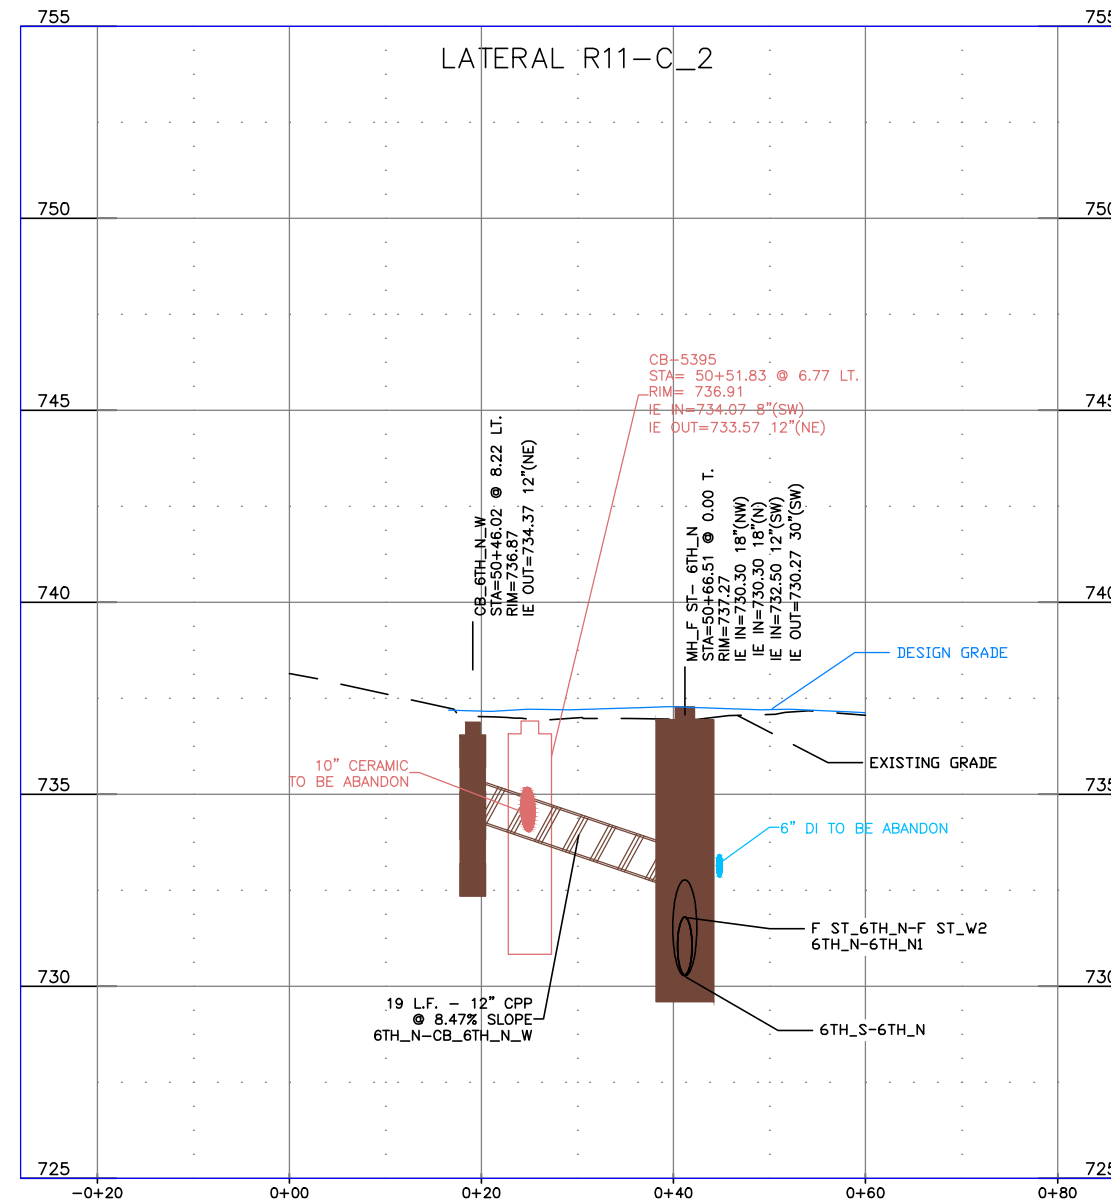 755
755
LATERAL R11-C_2
750
750
745
745
740
740
735
735
730
730
725
725
CB-5395
STA= 50+51.83 @ 6.77 LT.
RIM= 736.91
IE IN=734.07 8"(SW)
IE OUT=733.57 12"(NE)
CB_6TH_N_W
STA=50+46.02 @ 8.22 LT.
RIM=736.87
IE OUT=734.37 12"(NE)
MH_F ST- 6TH_N
STA=50+66.51 @ 0.00 T.
RIM=737.27
IE IN=730.30 18"(NW)
IE IN=730.30 18"(N)
IE IN=732.50 12"(SW)
IE OUT=730.27 30"(SW)
DESIGN GRADE
EXISTING GRADE
10" CERAMIC
TO BE ABANDON
6" DI TO BE ABANDON
F ST_6TH_N-F ST_W2
6TH_N-6TH_N1
19 L.F. - 12" CPP
@ 8.47% SLOPE
6TH_N-CB_6TH_N_W
6TH_S-6TH_N
-0+20
0+00
0+20
0+40
0+60
0+80